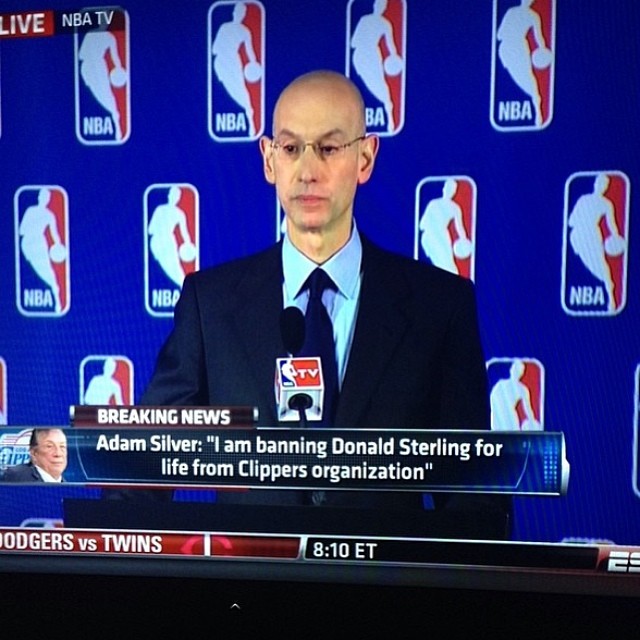 LIVE NBA TV
NBA
NBA
BA
NBA
NBA
NBA
NBA
TV
BREAKING NEWS
Adam Silver: "I am banning Donald Sterling for
life from Clippers organization"
DODGERS vs TWINS
8:10 ET